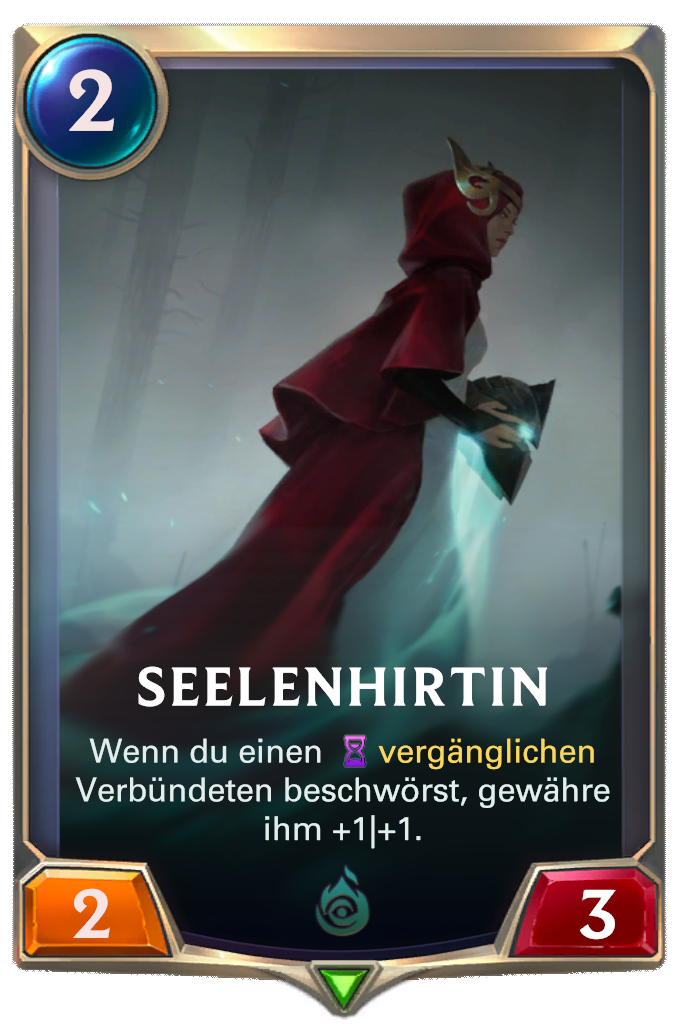 2
SEELENHIRTIN
Wenn du einen vergänglichen
Verbündeten beschwörst, gewähre
ihm +1|+1.
2
3